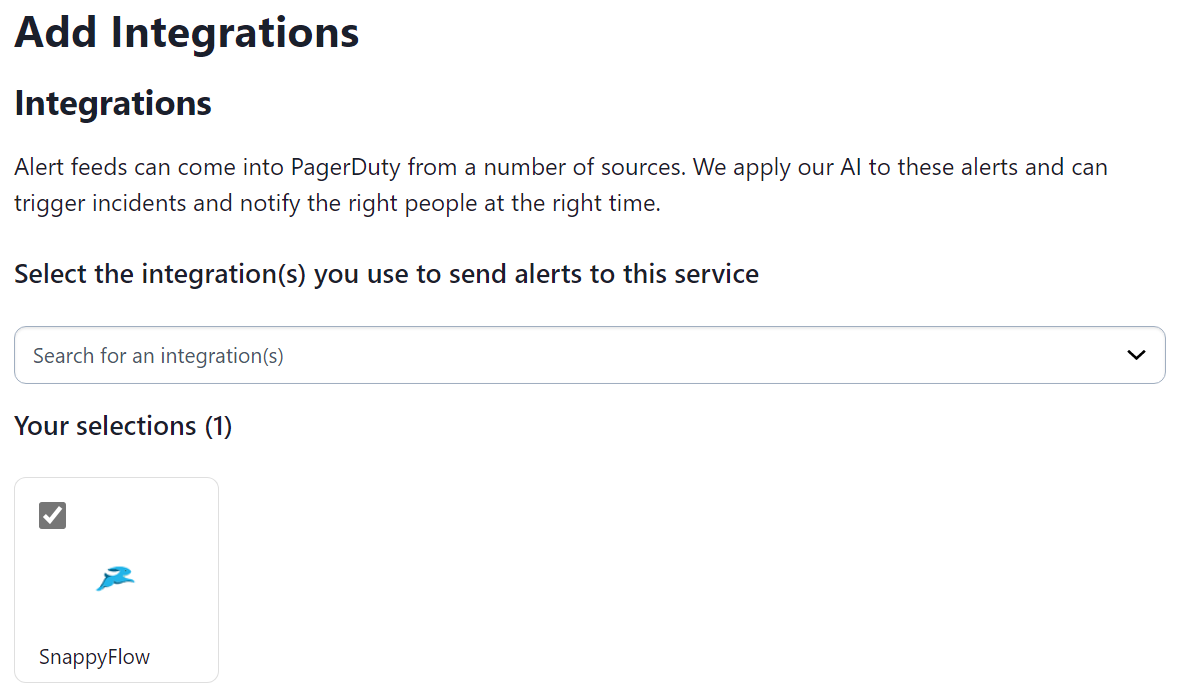 Add Integrations
Integrations
Alert feeds can come into PagerDuty from a number of sources. We apply our AI to these alerts and can
trigger incidents and notify the right people at the right time.
Select the integration(s) you use to send alerts to this service
Search for an integration(s)
Your selections (1)
SnappyFlow